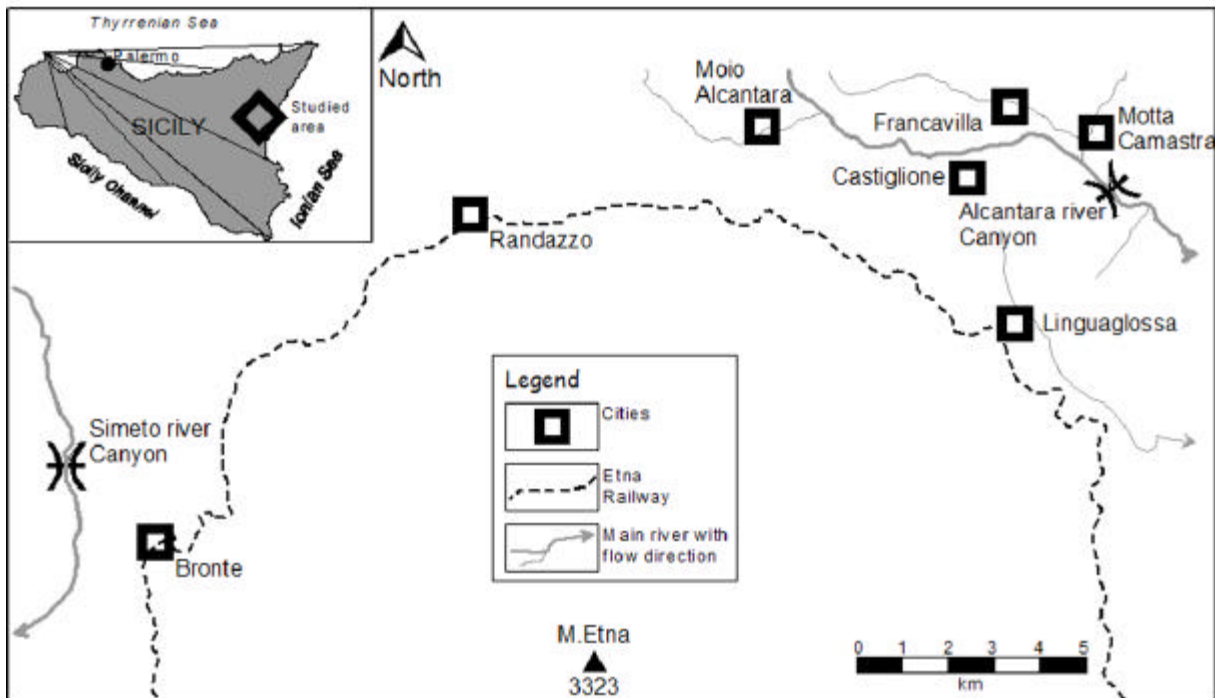 Thyrrenian Sea
Palermo
SICILY
Studied
area
Sicily Channel
Ionian Sea
North
Moio
Alcantara
Francavilla
Motta
Camastra
Castiglione
Alcantara river
Canyon
Randazzo
Linguaglossa
Simeto river
Canyon
Bronte
Legend
Cities
Etna
Railway
Main river with
flow direction
M.Etna
3323
0 1 2 3 4 5
km